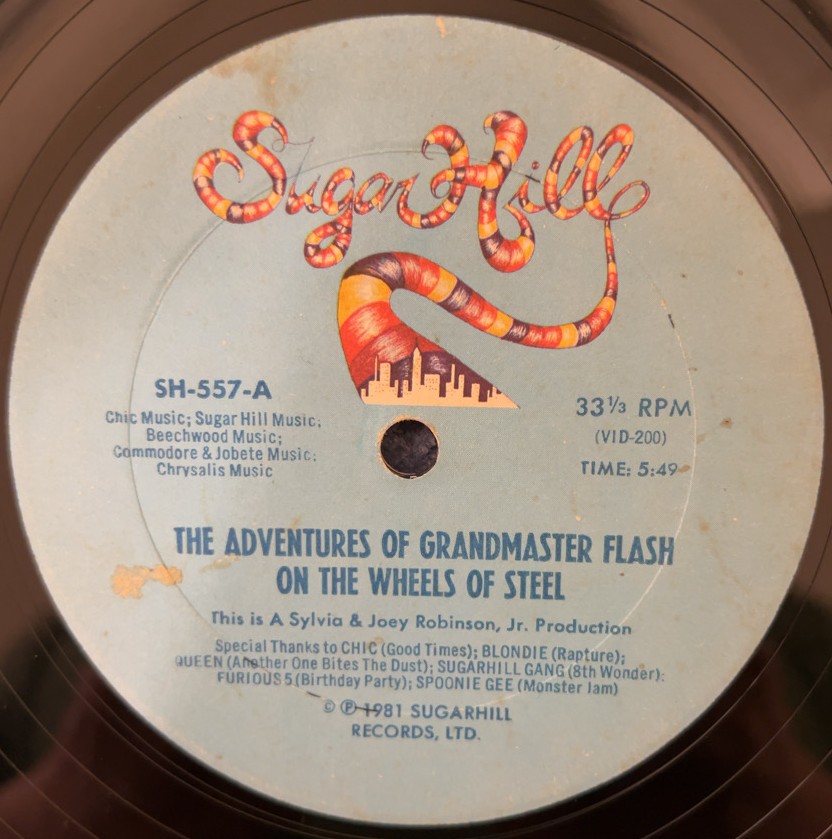 Sugar Hill
SH-557-A
Chic Music; Sugar Hill Music;
Beechwood Music;
Commodore & Jobete Music;
Chrysalis Music
33⅓ RPM
(VID-200)
TIME: 5:49
THE ADVENTURES OF GRANDMASTER FLASH
ON THE WHEELS OF STEEL
This is A Sylvia & Joey Robinson, Jr. Production
Special Thanks to CHIC (Good Times); BLONDIE (Rapture);
QUEEN (Another One Bites The Dust); SUGARHILL GANG (8th Wonder);
FURIOUS 5 (Birthday Party); SPOONIE GEE (Monster Jam)
© ℗ 1981 SUGARHILL
RECORDS, LTD.